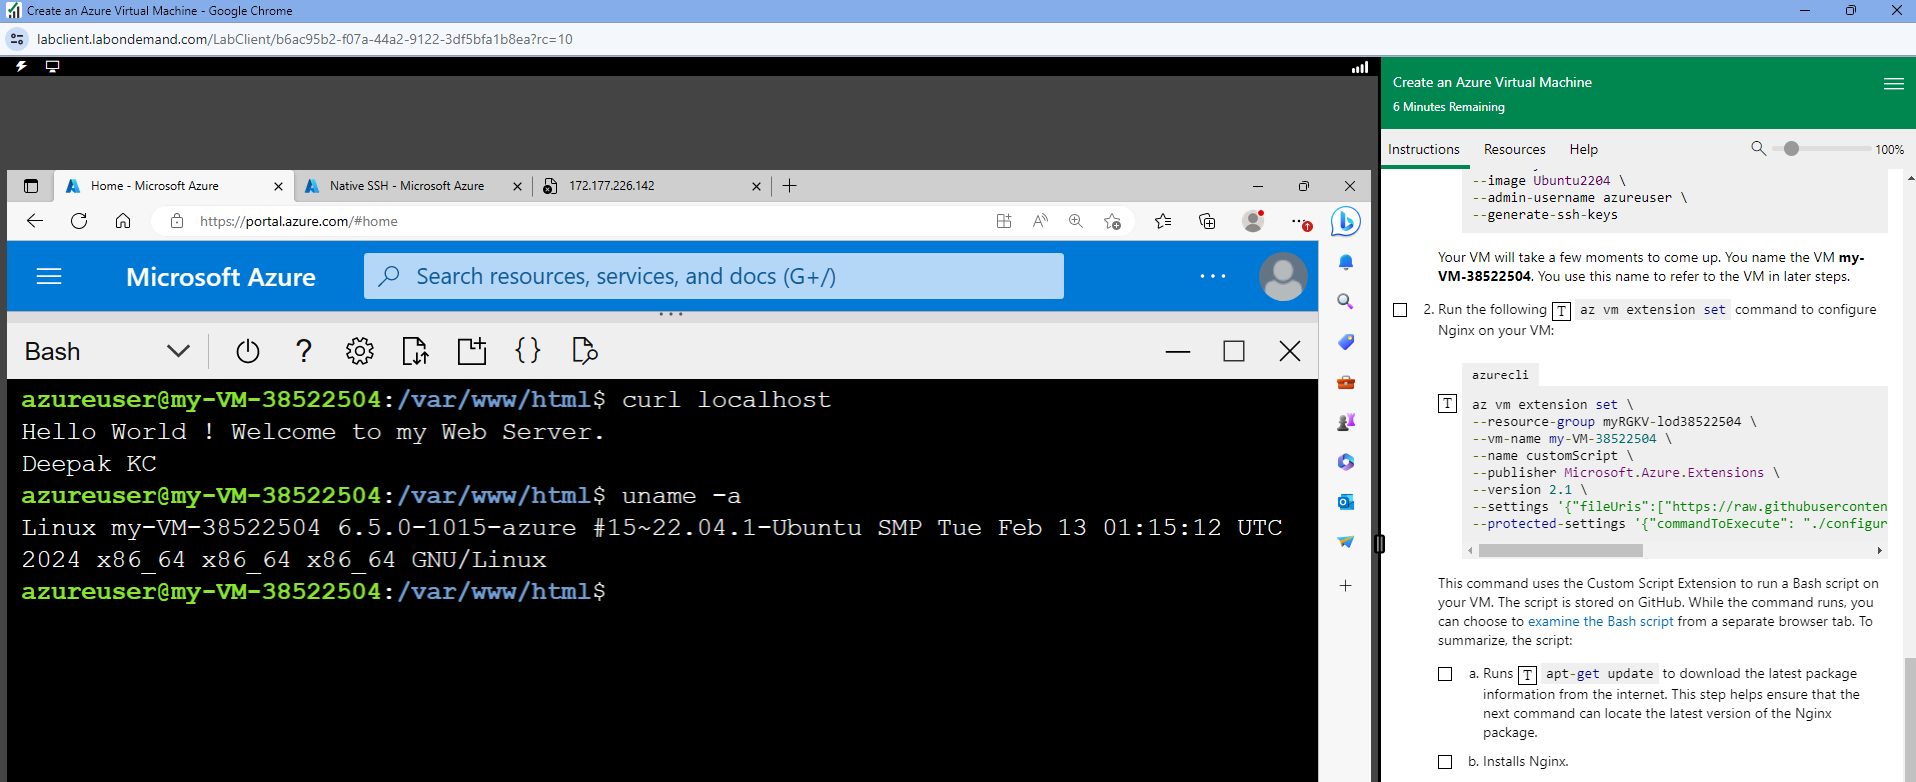 Create an Azure Virtual Machine - Google Chrome
labclient.labondemand.com/LabClient/b6ac95b2-f07a-44a2-9122-3df5bfa1b8ea?rc=10
Home - Microsoft Azure
Native SSH - Microsoft Azure
172.177.226.142
https://portal.azure.com/#home
Microsoft Azure
Search resources, services, and docs (G+/)
Bash
azureuser@my-VM-38522504:/var/www/html$ curl localhost
Hello World ! Welcome to my Web Server.
Deepak KC
azureuser@my-VM-38522504:/var/www/html$ uname -a
Linux my-VM-38522504 6.5.0-1015-azure #15~22.04.1-Ubuntu SMP Tue Feb 13 01:15:12 UTC
2024 x86_64 x86_64 x86_64 GNU/Linux
azureuser@my-VM-38522504:/var/www/html$
Create an Azure Virtual Machine
6 Minutes Remaining
Instructions
Resources
Help
100%
--image Ubuntu2204 \
--admin-username azureuser \
--generate-ssh-keys
Your VM will take a few moments to come up. You name the VM my-
VM-38522504. You use this name to refer to the VM in later steps.
2. Run the following T az vm extension set command to configure
Nginx on your VM:
azurecli
T
az vm extension set \
--resource-group myRGKV-lod38522504 \
--vm-name my-VM-38522504 \
--name customScript \
--publisher Microsoft.Azure.Extensions \
--version 2.1 \
--settings '{"fileUris":["https://raw.githubuserconten
--protected-settings '{"commandToExecute": "./configur
This command uses the Custom Script Extension to run a Bash script on
your VM. The script is stored on GitHub. While the command runs, you
can choose to examine the Bash script from a separate browser tab. To
summarize, the script:
a. Runs T apt-get update to download the latest package
information from the internet. This step helps ensure that the
next command can locate the latest version of the Nginx
package.
b. Installs Nginx.